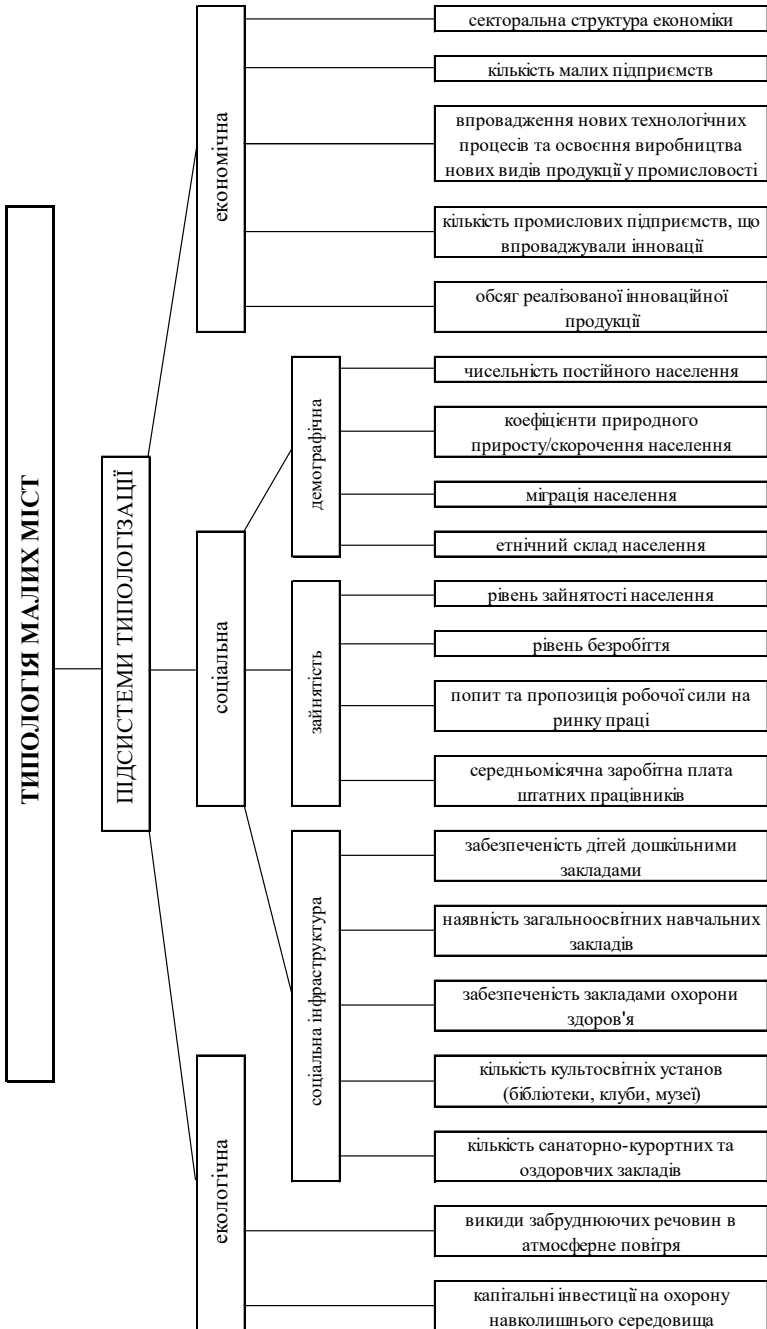 ТИПОЛОГІЯ МАЛИХ МІСТ
ПІДСИСТЕМИ ТИПОЛОГІЗАЦІЇ
економічна
секторальна структура економіки
кількість малих підприємств
впровадження нових технологічних
процесів та освоєння виробництва
нових видів продукції у промисловості
кількість промислових підприємств, що
впроваджували інновації
обсяг реалізованої інноваційної
продукції
соціальна
демографічна
чисельність постійного населення
коефіцієнти природного
приросту/скорочення населення
міграція населення
етнічний склад населення
зайнятість
рівень зайнятості населення
рівень безробіття
попит та пропозиція робочої сили на
ринку праці
середньомісячна заробітна плата
штатних працівників
соціальна інфраструктура
забезпеченість дітей дошкільними
закладами
наявність загальноосвітних навчальних
закладів
забезпеченість закладами охорони
здоров'я
кількість культосвітніх установ
(бібліотеки, клуби, музеї)
кількість санаторно-курортних та
оздоровчих закладів
екологічна
викиди забруднюючих речовин в
атмосферне повітря
капітальні інвестиції на охорону
навколишнього середовища